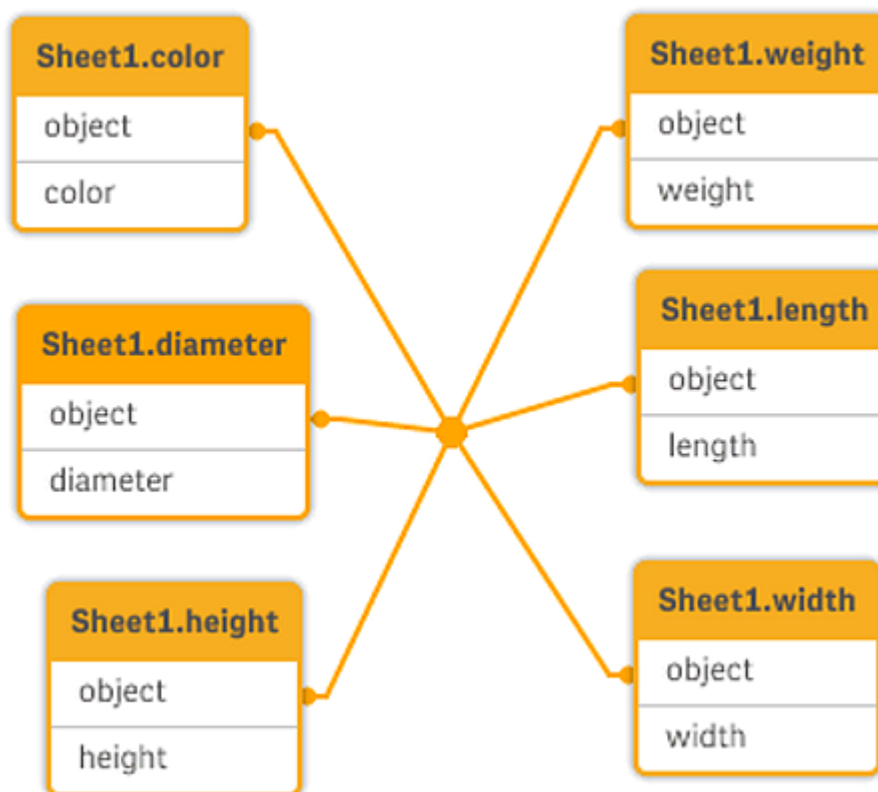 Sheet1.color
object
color
Sheet1.diameter
object
diameter
Sheet1.height
object
height
Sheet1.weight
object
weight
Sheet1.length
object
length
Sheet1.width
object
width